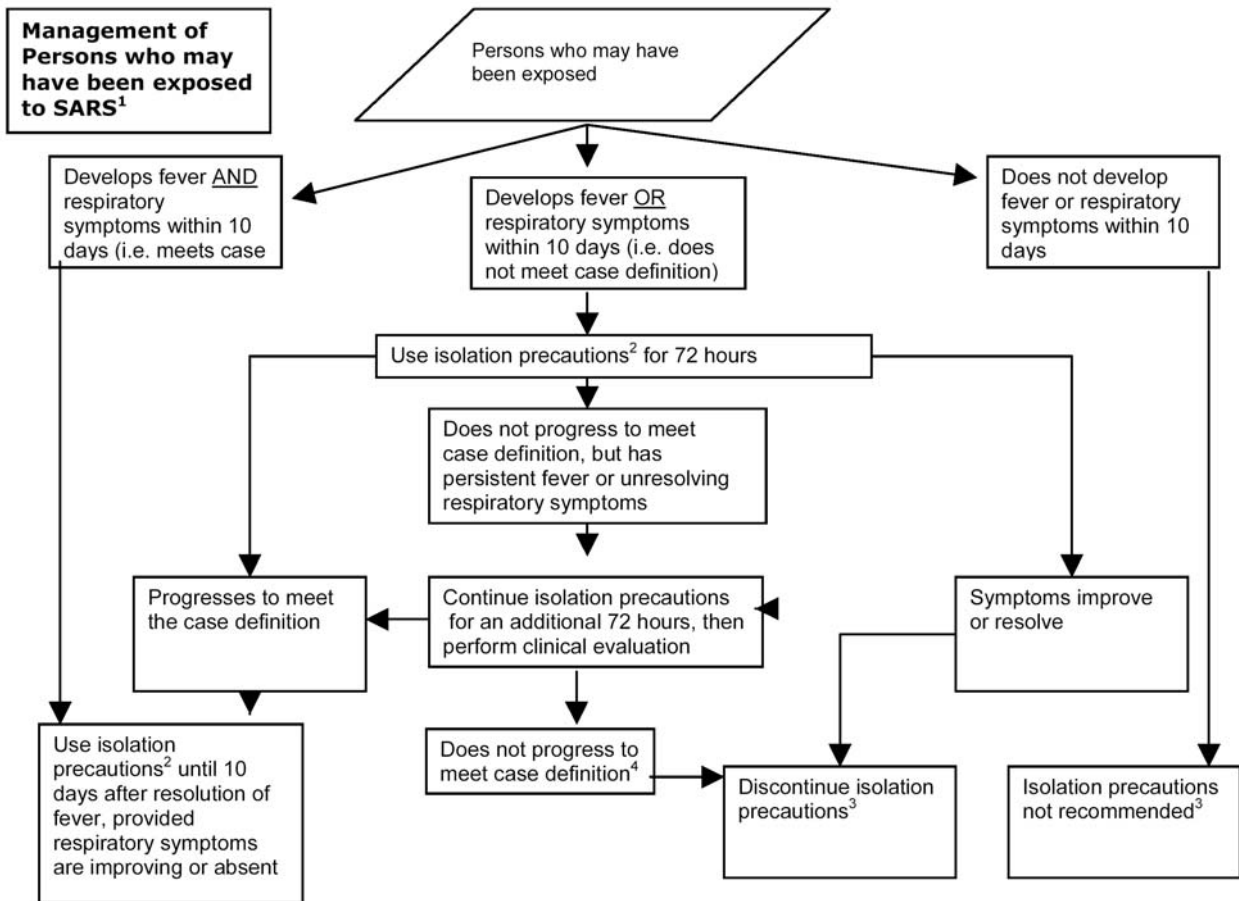 Management of
Persons who may
have been exposed
to SARS¹
Persons who may have
been exposed
Develops fever AND
respiratory
symptoms within 10
days (i.e. meets case
Develops fever OR
respiratory symptoms
within 10 days (i.e. does
not meet case definition)
Does not develop
fever or respiratory
symptoms within 10
days
Use isolation precautions² for 72 hours
Does not progress to meet
case definition, but has
persistent fever or unresolving
respiratory symptoms
Progresses to meet
the case definition
Continue isolation precautions
for an additional 72 hours, then
perform clinical evaluation
Symptoms improve
or resolve
Use isolation
precautions² until 10
days after resolution of
fever, provided
respiratory symptoms
are improving or absent
Does not progress to
meet case definition⁴
Discontinue isolation
precautions³
Isolation precautions
not recommended³